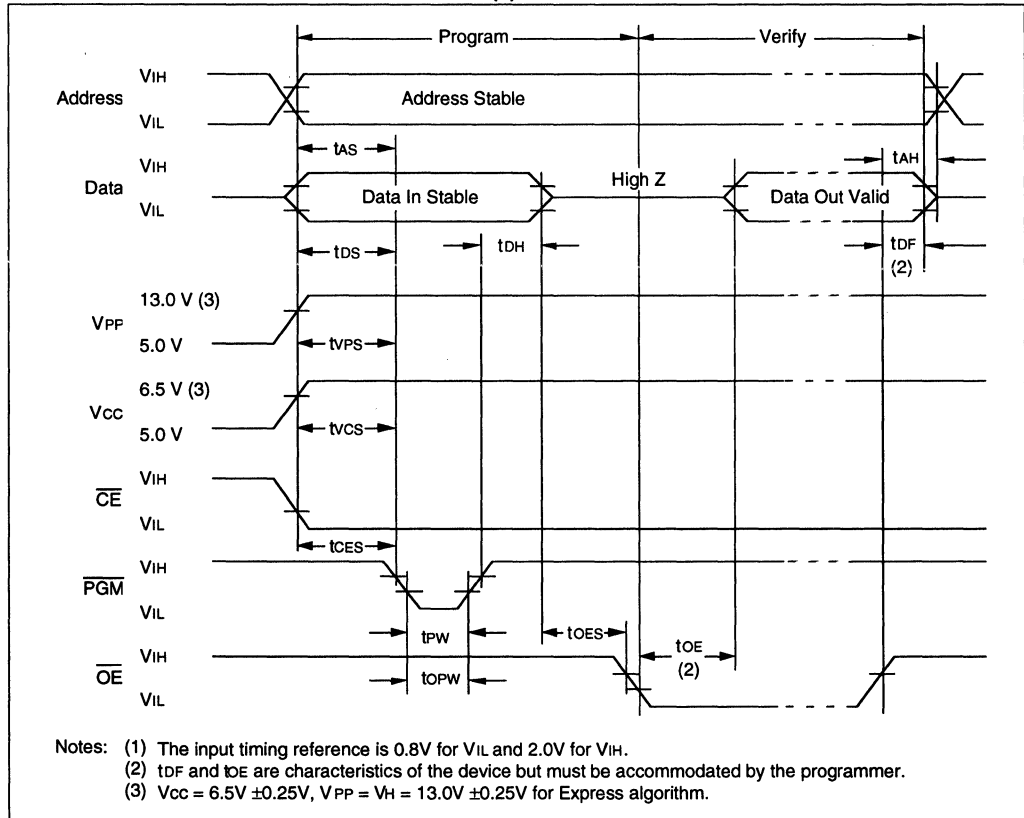 Program Verify
VIH
Address Address Stable
VIL
tAS
VIH tAH
Data Data In Stable High Z Data Out Valid
VIL
tDS tDH tDF
(2)
13.0 V (3)
VPP tVPS
5.0 V
6.5 V (3)
VCC tVCS
5.0 V
VIH
CE
VIL
tCES
VIH
PGM
VIL
tPW tOES tOE
(2)
VIH
OE tOPW
VIL
Notes: (1) The input timing reference is 0.8V for VIL and 2.0V for VIH.
(2) tDF and tOE are characteristics of the device but must be accommodated by the programmer.
(3) VCC = 6.5V ±0.25V, VPP = VH = 13.0V ±0.25V for Express algorithm.